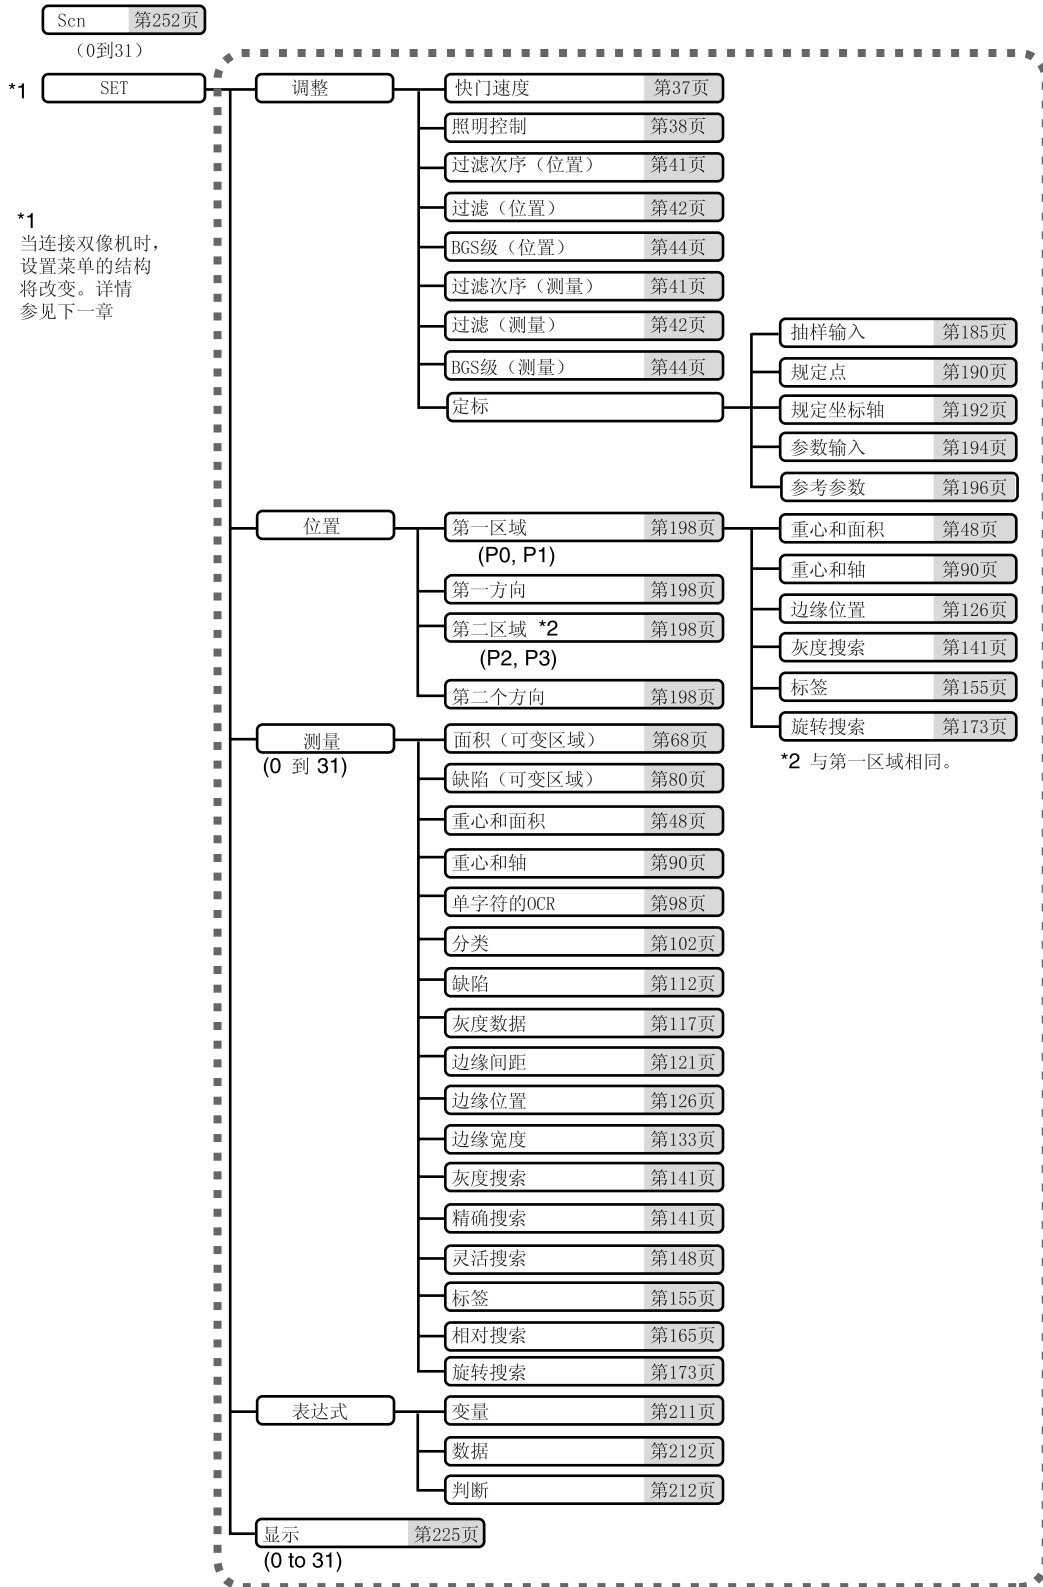 Scn 第252页
（0到31）
*1 SET
*1
当连接双像机时，
设置菜单的结构
将改变。详情
参见下一章
调整
快门速度 第37页
照明控制 第38页
过滤次序（位置） 第41页
过滤（位置） 第42页
BGS级（位置） 第44页
过滤次序（测量） 第41页
过滤（测量） 第42页
BGS级（测量） 第44页
定标
抽样输入 第185页
规定点 第190页
规定坐标轴 第192页
参数输入 第194页
参考参数 第196页
位置
第一区域 第198页
(P0, P1)
第一方向 第198页
第二区域 *2 第198页
(P2, P3)
第二个方向 第198页
重心和面积 第48页
重心和轴 第90页
边缘位置 第126页
灰度搜索 第141页
标签 第155页
旋转搜索 第173页
*2 与第一区域相同。
测量
(0 到 31)
面积（可变区域） 第68页
缺陷（可变区域） 第80页
重心和面积 第48页
重心和轴 第90页
单字符的OCR 第98页
分类 第102页
缺陷 第112页
灰度数据 第117页
边缘间距 第121页
边缘位置 第126页
边缘宽度 第133页
灰度搜索 第141页
精确搜索 第141页
灵活搜索 第148页
标签 第155页
相对搜索 第165页
旋转搜索 第173页
表达式
变量 第211页
数据 第212页
判断 第212页
显示 第225页
(0 to 31)